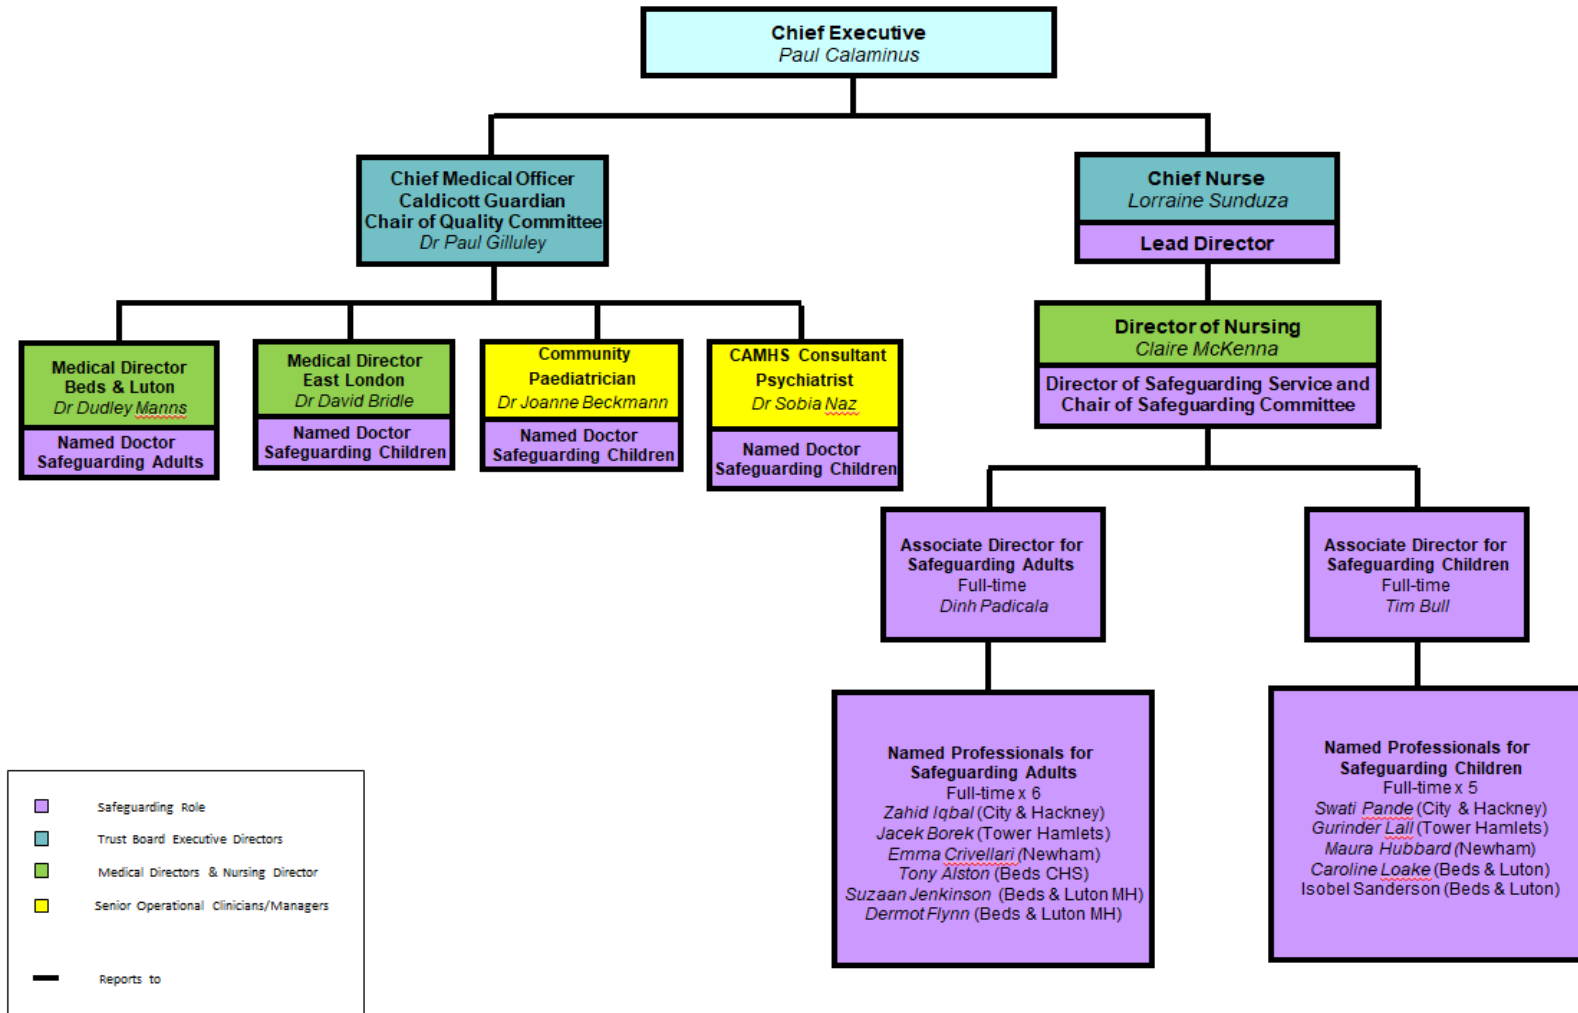 Chief Executive
Paul Calaminus
Chief Medical Officer
Caldicott Guardian
Chair of Quality Committee
Dr Paul Gilluley
Chief Nurse
Lorraine Sunduza
Lead Director
Medical Director
Beds & Luton
Dr Dudley Manns
Named Doctor
Safeguarding Adults
Medical Director
East London
Dr David Bridle
Named Doctor
Safeguarding Children
Community
Paediatrician
Dr Joanne Beckmann
Named Doctor
Safeguarding Children
CAMHS Consultant
Psychiatrist
Dr Sobia Naz
Named Doctor
Safeguarding Children
Director of Nursing
Claire McKenna
Director of Safeguarding Service and
Chair of Safeguarding Committee
Associate Director for
Safeguarding Adults
Full-time
Dinh Padicala
Associate Director for
Safeguarding Children
Full-time
Tim Bull
Named Professionals for
Safeguarding Adults
Full-time x 6
Zahid Iqbal (City & Hackney)
Jacek Borek (Tower Hamlets)
Emma Crivellari (Newham)
Tony Alston (Beds CHS)
Suzaan Jenkinson (Beds & Luton MH)
Dermot Flynn (Beds & Luton MH)
Named Professionals for
Safeguarding Children
Full-time x 5
Swati Pande (City & Hackney)
Gurinder Lall (Tower Hamlets)
Maura Hubbard (Newham)
Caroline Loake (Beds & Luton)
Isobel Sanderson (Beds & Luton)
Safeguarding Role
Trust Board Executive Directors
Medical Directors & Nursing Director
Senior Operational Clinicians/Managers
Reports to